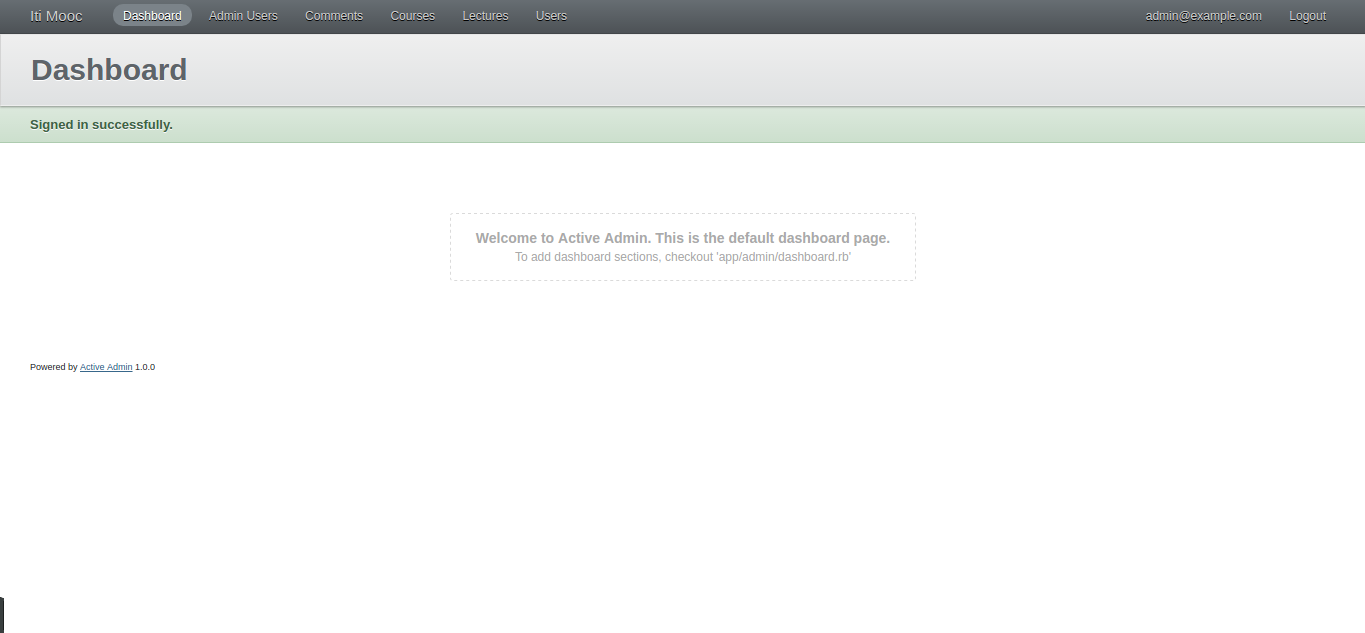 Iti Mooc Dashboard Admin Users Comments Courses Lectures Users admin@example.com Logout
Dashboard
Signed in successfully.
Welcome to Active Admin. This is the default dashboard page.
To add dashboard sections, checkout 'app/admin/dashboard.rb'
Powered by Active Admin 1.0.0